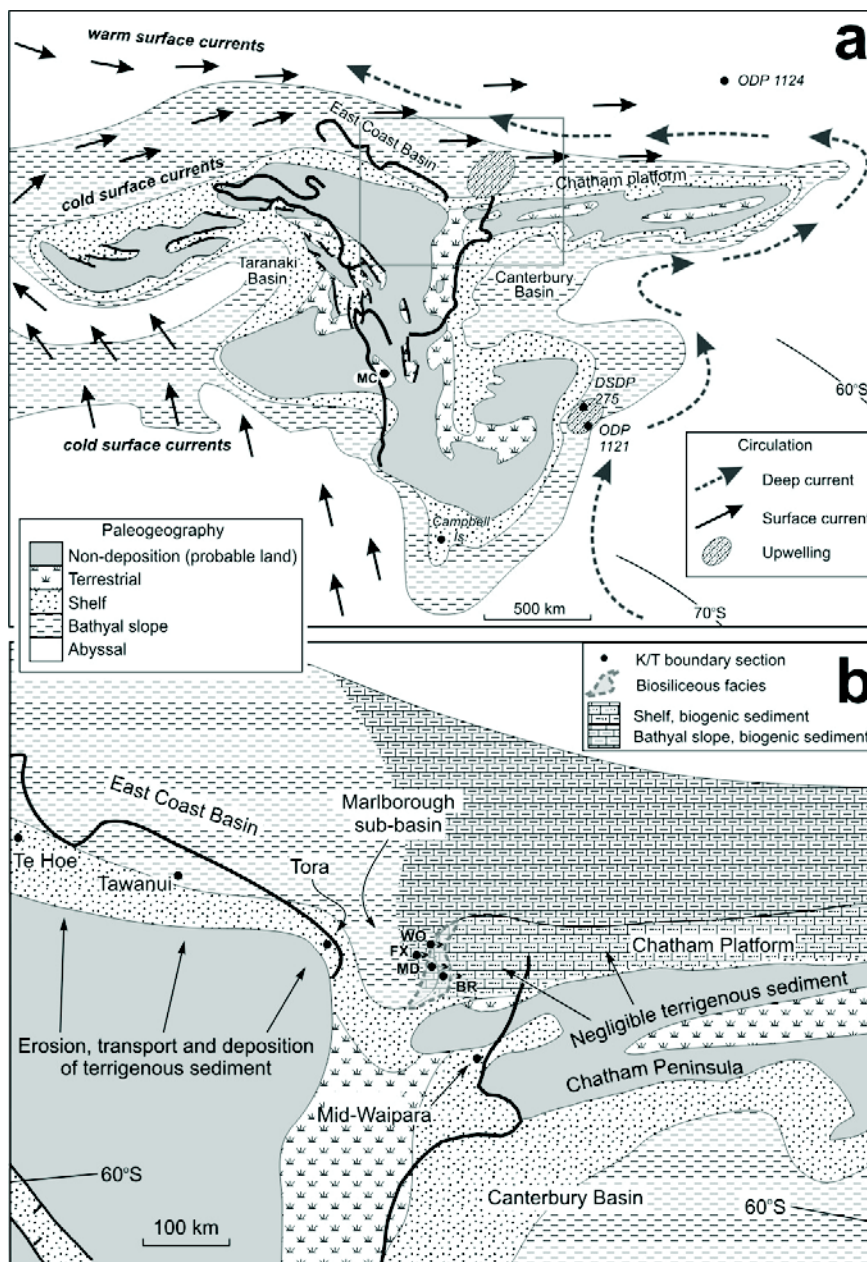 a
warm surface currents
ODP 1124
East Coast
Basin
cold surface currents
Chatham platform
Taranaki
Basin
Canterbury
Basin
MC
DSDP
275
ODP
1121
60°S
cold surface currents
Campbell
Is
500 km
70°S
Circulation
Deep current
Surface current
Upwelling
Paleogeography
Non-deposition (probable land)
Terrestrial
Shelf
Bathyal slope
Abyssal
b
K/T boundary section
Biosiliceous facies
Shelf, biogenic sediment
Bathyal slope, biogenic sediment
East Coast Basin
Marlborough
sub-basin
Te Hoe
Tawanui
Tora
WO
FX
MD
BR
Chatham Platform
Negligible terrigenous sediment
Erosion, transport and deposition
of terrigenous sediment
Chatham Peninsula
Mid-Waipara
60°S
Canterbury Basin
60°S
100 km